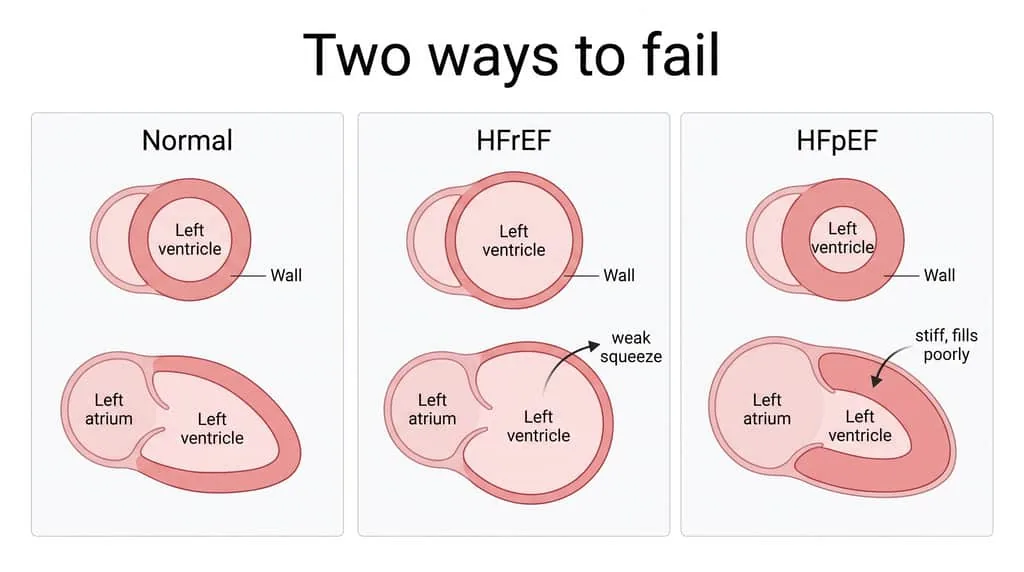 Two ways to fail
Normal
Left
ventricle
Wall
Left
atrium
Left
ventricle
HFrEF
Left
ventricle
Wall
weak
squeeze
Left
atrium
Left
ventricle
HFpEF
Left
ventricle
Wall
stiff, fills
poorly
Left
atrium
Left
ventricle